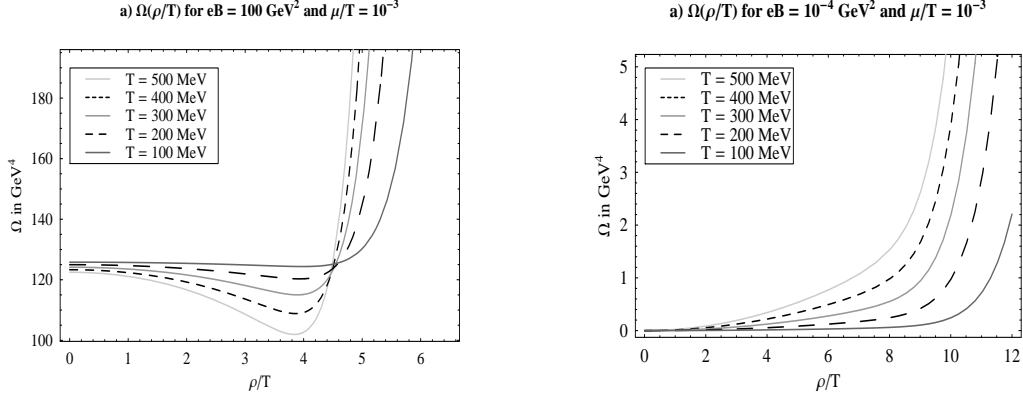 a) Ω(ρ/T) for eB = 100 GeV² and μ/T = 10⁻³
Ω in GeV⁴
180
160
140
120
100
T = 500 MeV
T = 400 MeV
T = 300 MeV
T = 200 MeV
T = 100 MeV
0 1 2 3 4 5 6
ρ/T
a) Ω(ρ/T) for eB = 10⁻⁴ GeV² and μ/T = 10⁻³
Ω in GeV⁴
5
4
3
2
1
0
T = 500 MeV
T = 400 MeV
T = 300 MeV
T = 200 MeV
T = 100 MeV
0 2 4 6 8 10 12
ρ/T